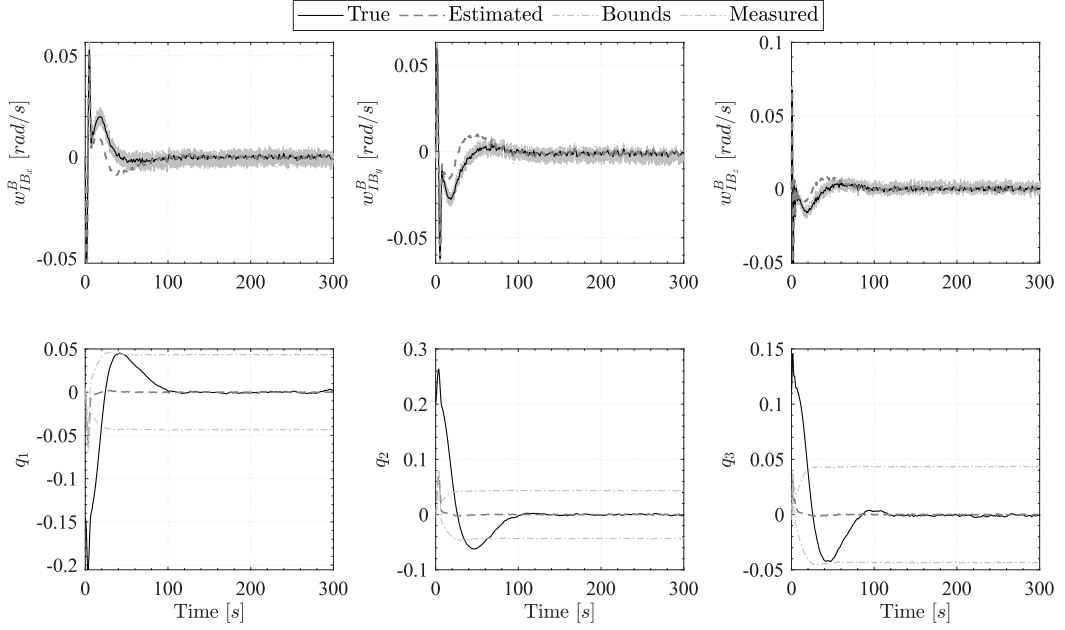 True Estimated Bounds Measured
0.05 0 -0.05
w^B_{IB_x} [rad/s]
0 100 200 300
0.05 0 -0.05
w^B_{IB_y} [rad/s]
0 100 200 300
0.1 0.05 0 -0.05
w^B_{IB_z} [rad/s]
0 100 200 300
0.05 0 -0.05 -0.1 -0.15 -0.2
q_1
0 100 200 300
Time [s]
0.3 0.2 0.1 0 -0.1
q_2
0 100 200 300
Time [s]
0.15 0.1 0.05 0 -0.05
q_3
0 100 200 300
Time [s]